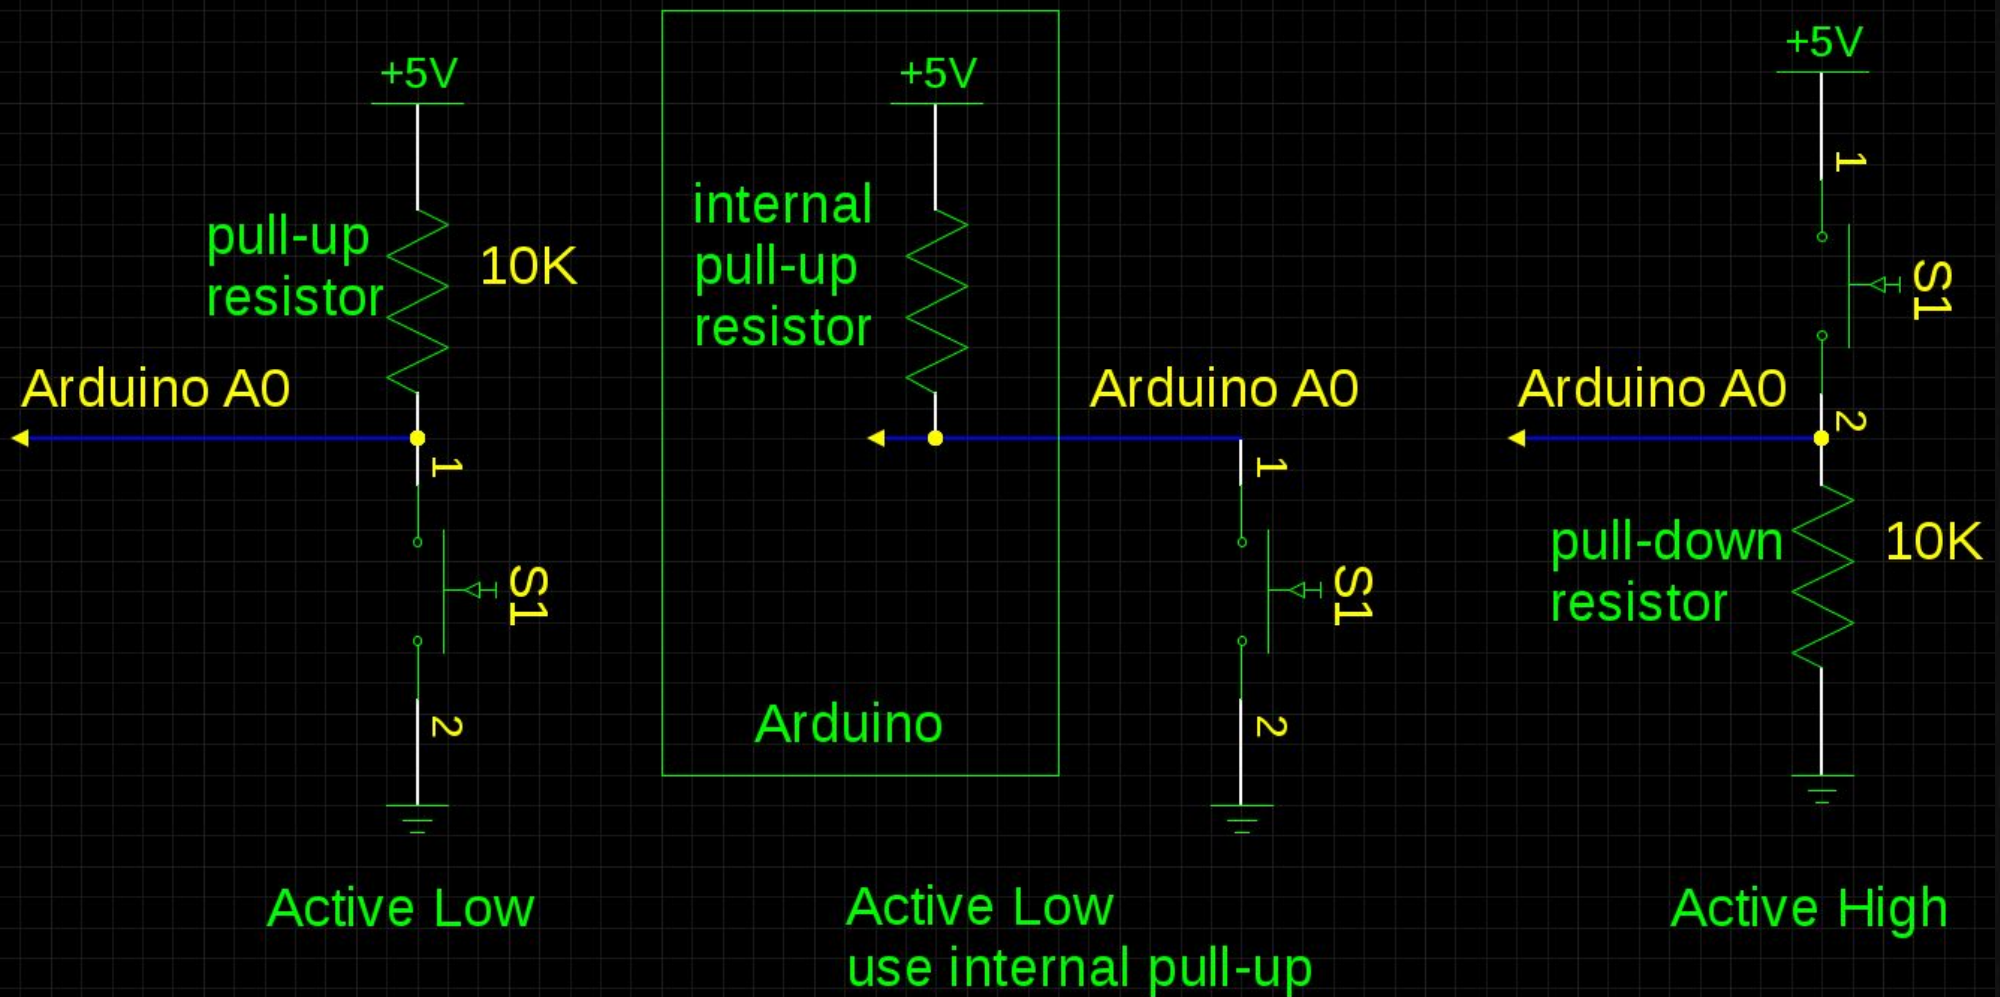 +5V
pull-up
resistor
10K
Arduino A0
1
S1
2
Active Low
+5V
internal
pull-up
resistor
Arduino
Arduino A0
1
S1
2
Active Low
use internal pull-up
+5V
1
S1
Arduino A0
2
pull-down
resistor
10K
Active High